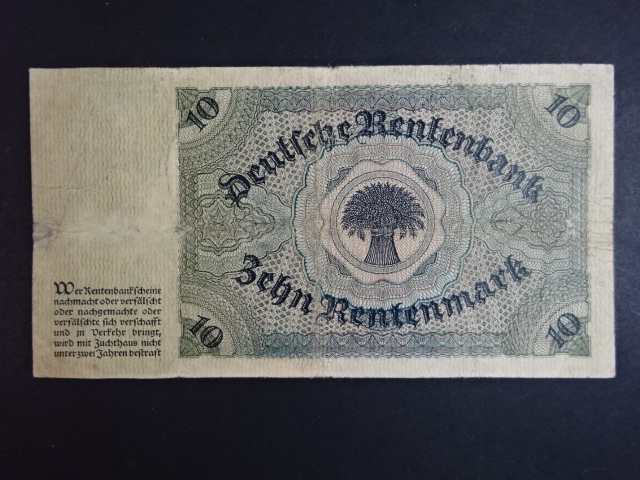 10 10
Deutsche Rentenbank
Zehn Rentenmark
10 10
Wer Rentenbankscheine
nachmacht oder verfälscht
oder nachgemachte oder
verfälschte sich verschafft
und in Verkehr bringt,
wird mit Zuchthaus nicht
unter zwei Jahren bestraft